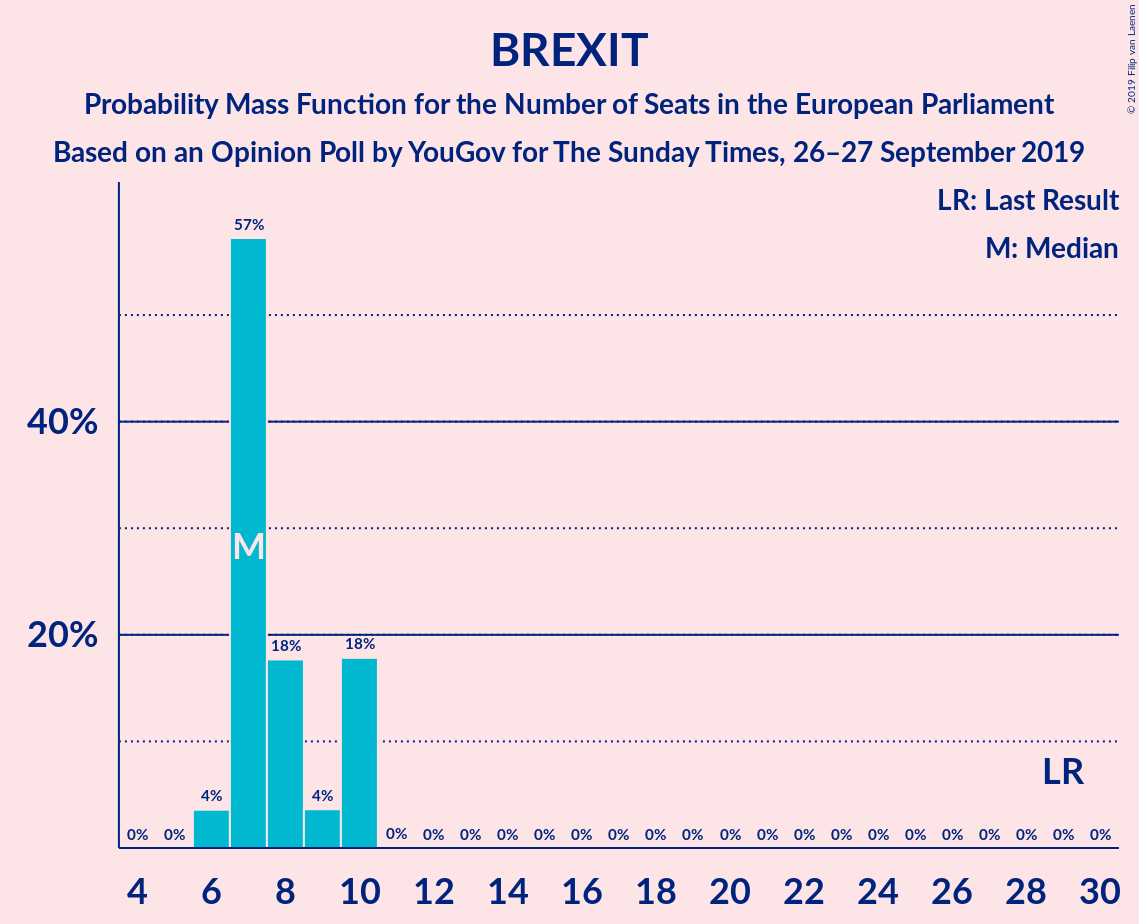 BREXIT
Probability Mass Function for the Number of Seats in the European Parliament
Based on an Opinion Poll by YouGov for The Sunday Times, 26–27 September 2019
© 2019 Filip van Laenen
LR: Last Result
M: Median
57%
40%
M
20%
18%
18%
LR
4%
4%
0% 0% 0% 0% 0% 0% 0% 0% 0% 0% 0% 0% 0% 0% 0% 0% 0% 0% 0% 0% 0% 0%
4 6 8 10 12 14 16 18 20 22 24 26 28 30